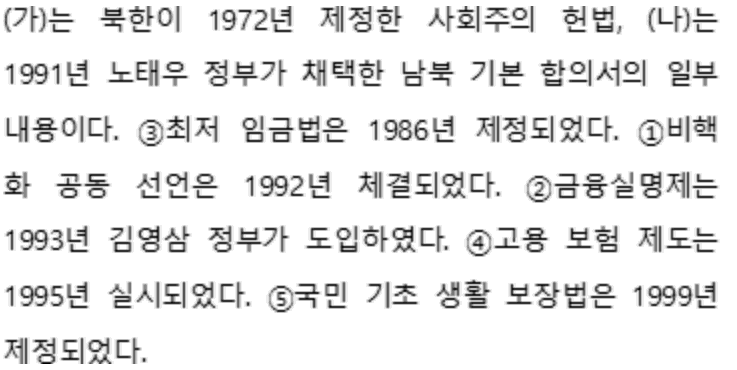 (가)는 북한이 1972년 제정한 사회주의 헌법, (나)는
1991년 노태우 정부가 채택한 남북 기본 합의서의 일부
내용이다. ③최저 임금법은 1986년 제정되었다. ①비핵
화 공동 선언은 1992년 체결되었다. ②금융실명제는
1993년 김영삼 정부가 도입하였다. ④고용 보험 제도는
1995년 실시되었다. ⑤국민 기초 생활 보장법은 1999년
제정되었다.